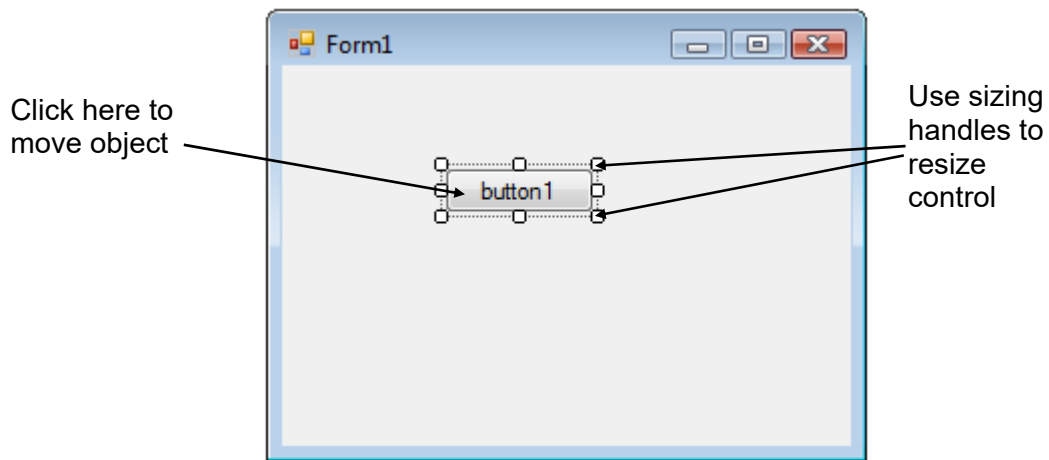 Form1
Click here to
move object
Use sizing
handles to
resize
control
button1